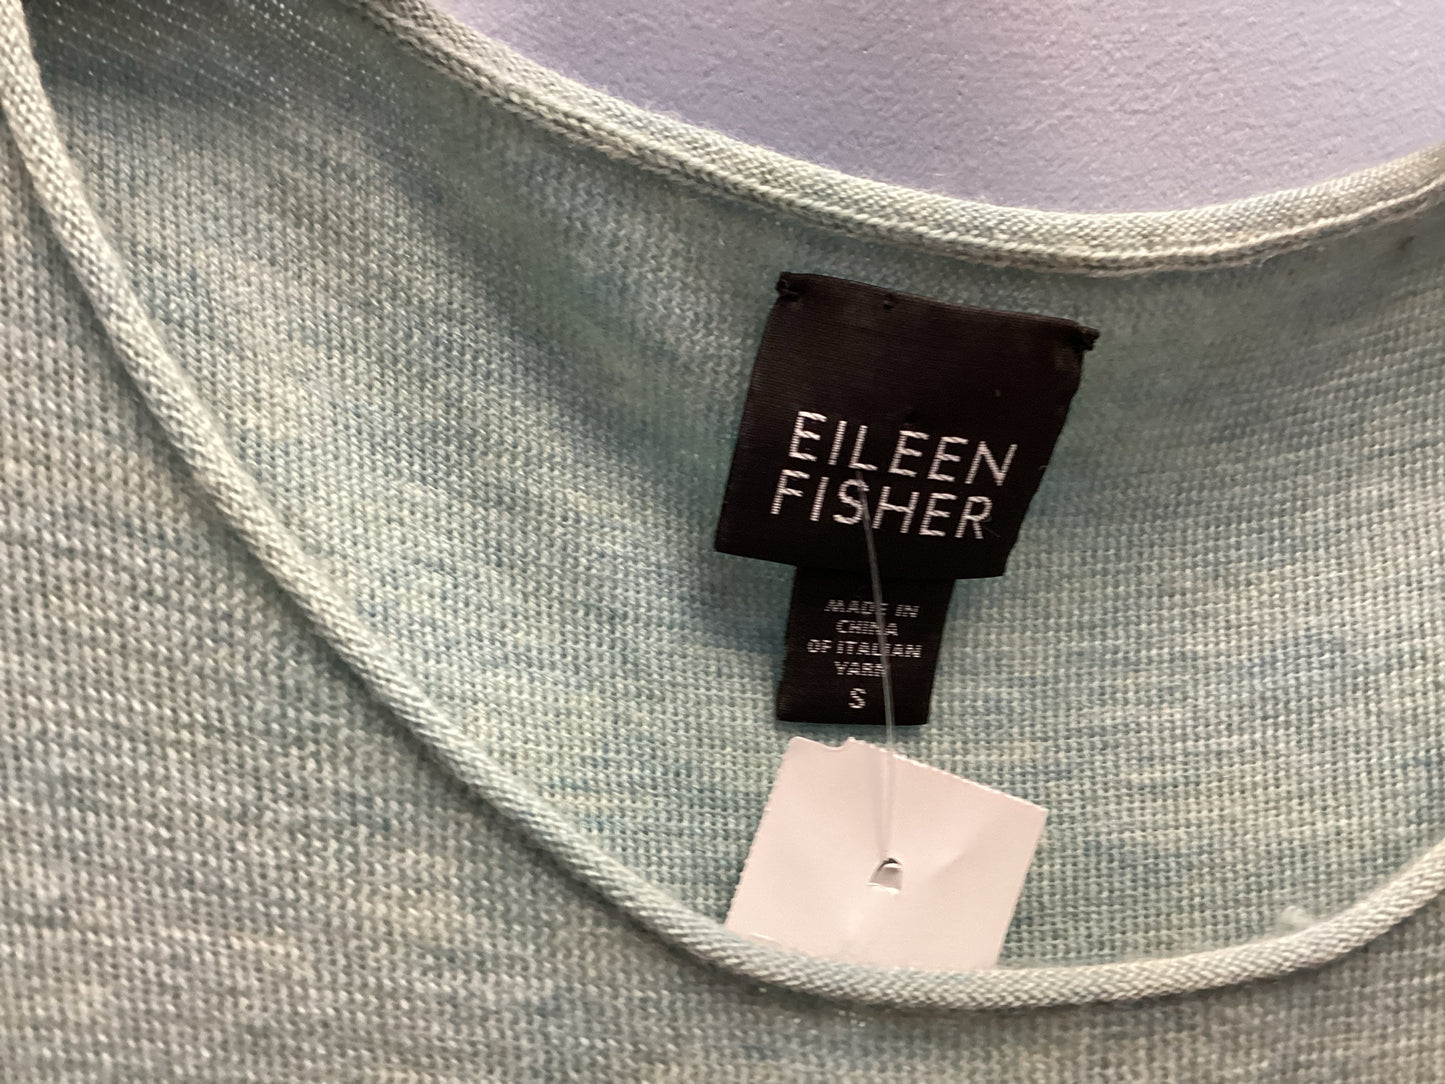 EILEEN
FISHER
MADE IN
CHINA
OF ITALIAN
YARN
S